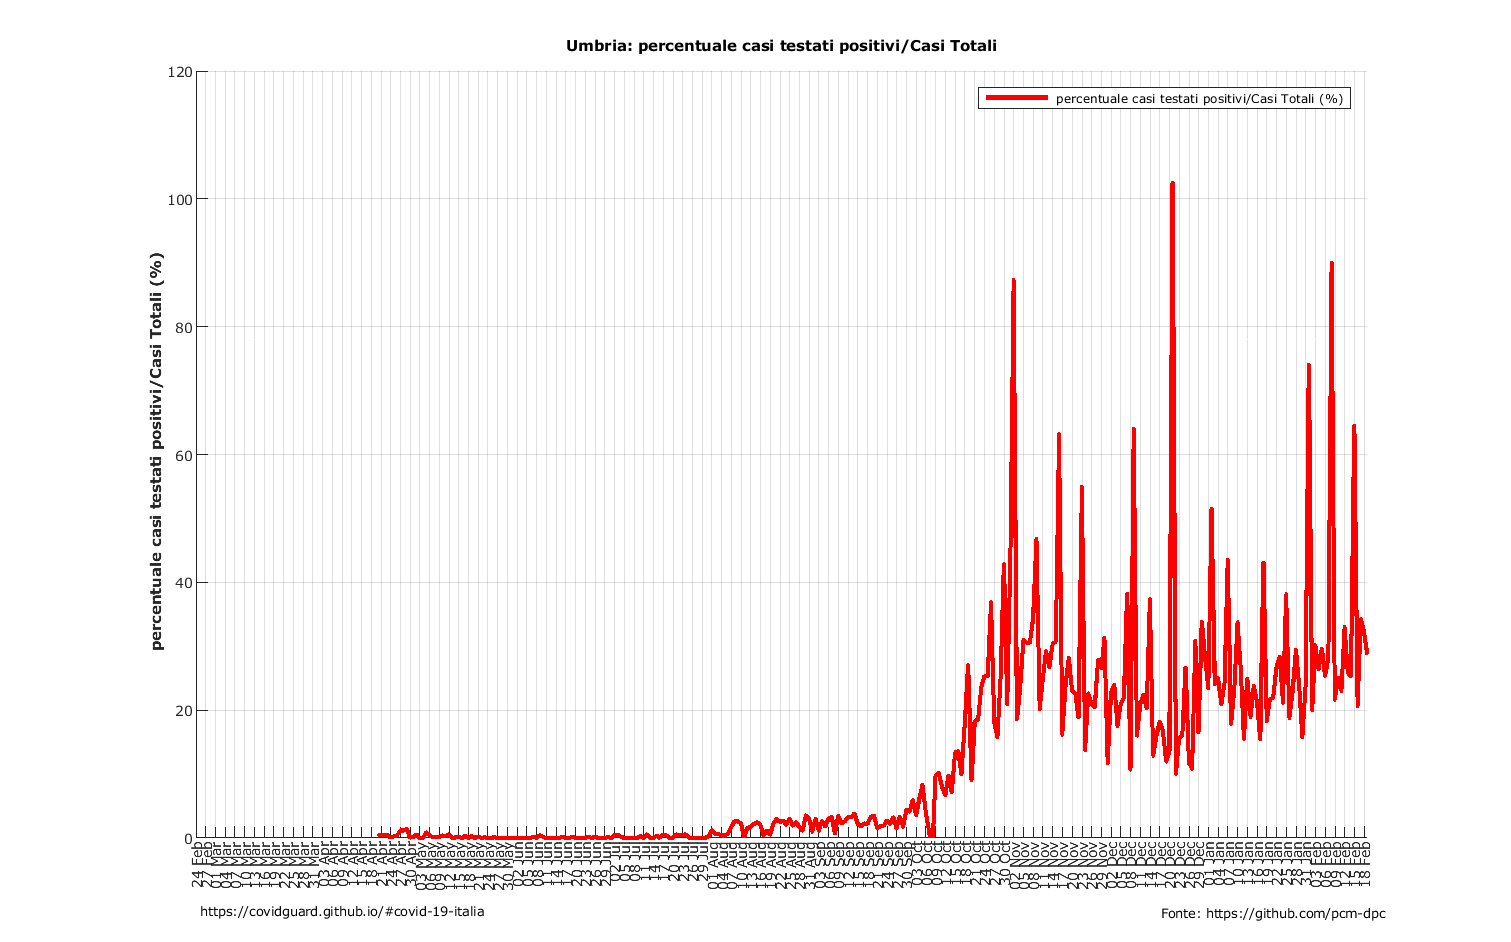 Umbria: percentuale casi testati positivi/Casi Totali
percentuale casi testati positivi/Casi Totali (%)
percentuale casi testati positivi/Casi Totali (%)
120
100
80
60
40
20
0
24 Feb
27 Feb
01 Mar
04 Mar
07 Mar
10 Mar
13 Mar
16 Mar
19 Mar
22 Mar
25 Mar
28 Mar
31 Mar
03 Apr
06 Apr
09 Apr
12 Apr
15 Apr
18 Apr
21 Apr
24 Apr
27 Apr
30 Apr
03 May
06 May
09 May
12 May
15 May
18 May
21 May
24 May
27 May
30 May
02 Jun
05 Jun
08 Jun
11 Jun
14 Jun
17 Jun
20 Jun
23 Jun
26 Jun
29 Jun
02 Jul
05 Jul
08 Jul
11 Jul
14 Jul
17 Jul
20 Jul
23 Jul
26 Jul
29 Jul
01 Aug
04 Aug
07 Aug
10 Aug
13 Aug
16 Aug
19 Aug
22 Aug
25 Aug
28 Aug
31 Aug
03 Sep
06 Sep
09 Sep
12 Sep
15 Sep
18 Sep
21 Sep
24 Sep
27 Sep
30 Sep
03 Oct
06 Oct
09 Oct
12 Oct
15 Oct
18 Oct
21 Oct
24 Oct
27 Oct
30 Oct
02 Nov
05 Nov
08 Nov
11 Nov
14 Nov
17 Nov
20 Nov
23 Nov
26 Nov
29 Nov
02 Dec
05 Dec
08 Dec
11 Dec
14 Dec
17 Dec
20 Dec
23 Dec
26 Dec
29 Dec
01 Jan
04 Jan
07 Jan
10 Jan
13 Jan
16 Jan
19 Jan
22 Jan
25 Jan
28 Jan
31 Jan
03 Feb
06 Feb
09 Feb
12 Feb
15 Feb
18 Feb
https://covidguard.github.io/#covid-19-italia
Fonte: https://github.com/pcm-dpc